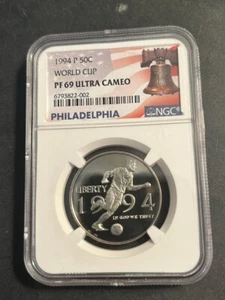 1994 P 50C
WORLD CUP
PF 69 ULTRA CAMEO
6793822-002
PHILADELPHIA
NGC
LIBERTY
1994
IN GOD WE TRUST